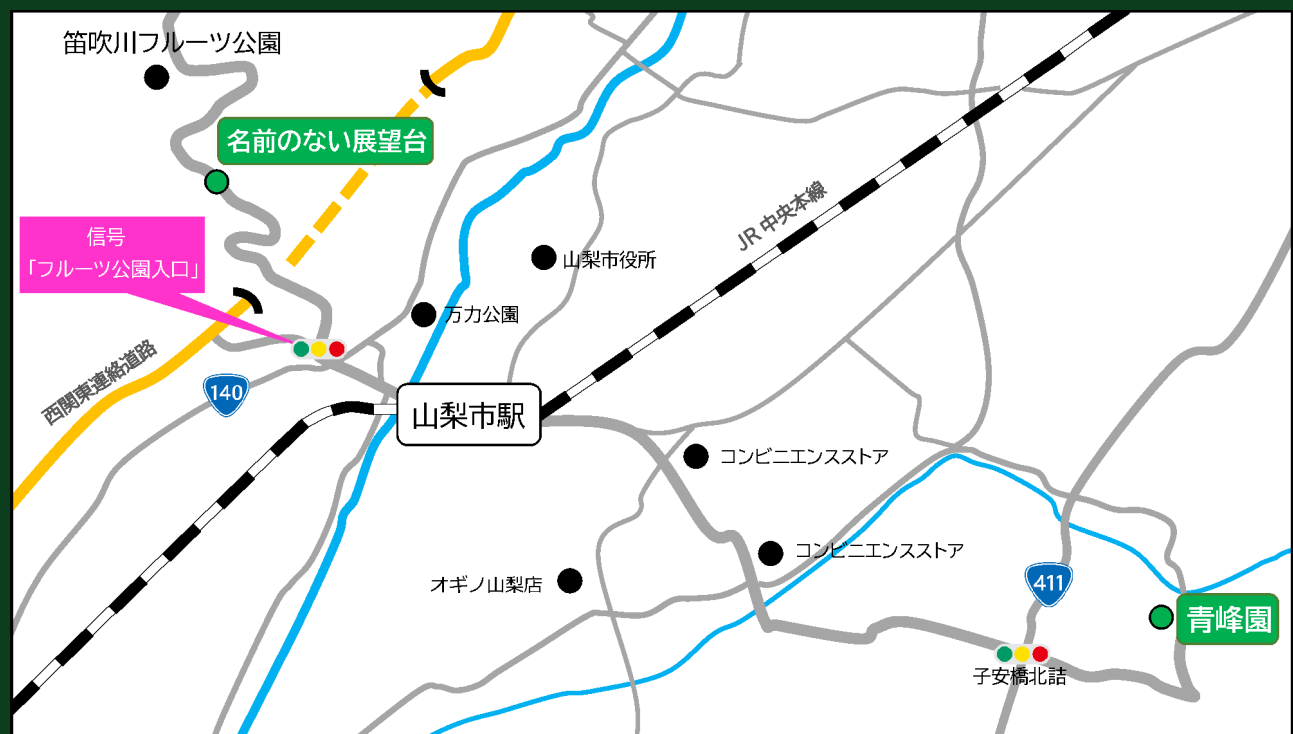 笛吹川フルーツ公園
名前のない展望台
信号
「フルーツ公園入口」
JR 中央本線
山梨市役所
万力公園
西関東連絡道路
140
山梨市駅
コンビニエンスストア
コンビニエンスストア
オギノ山梨店
411
青峰園
子安橋北詰